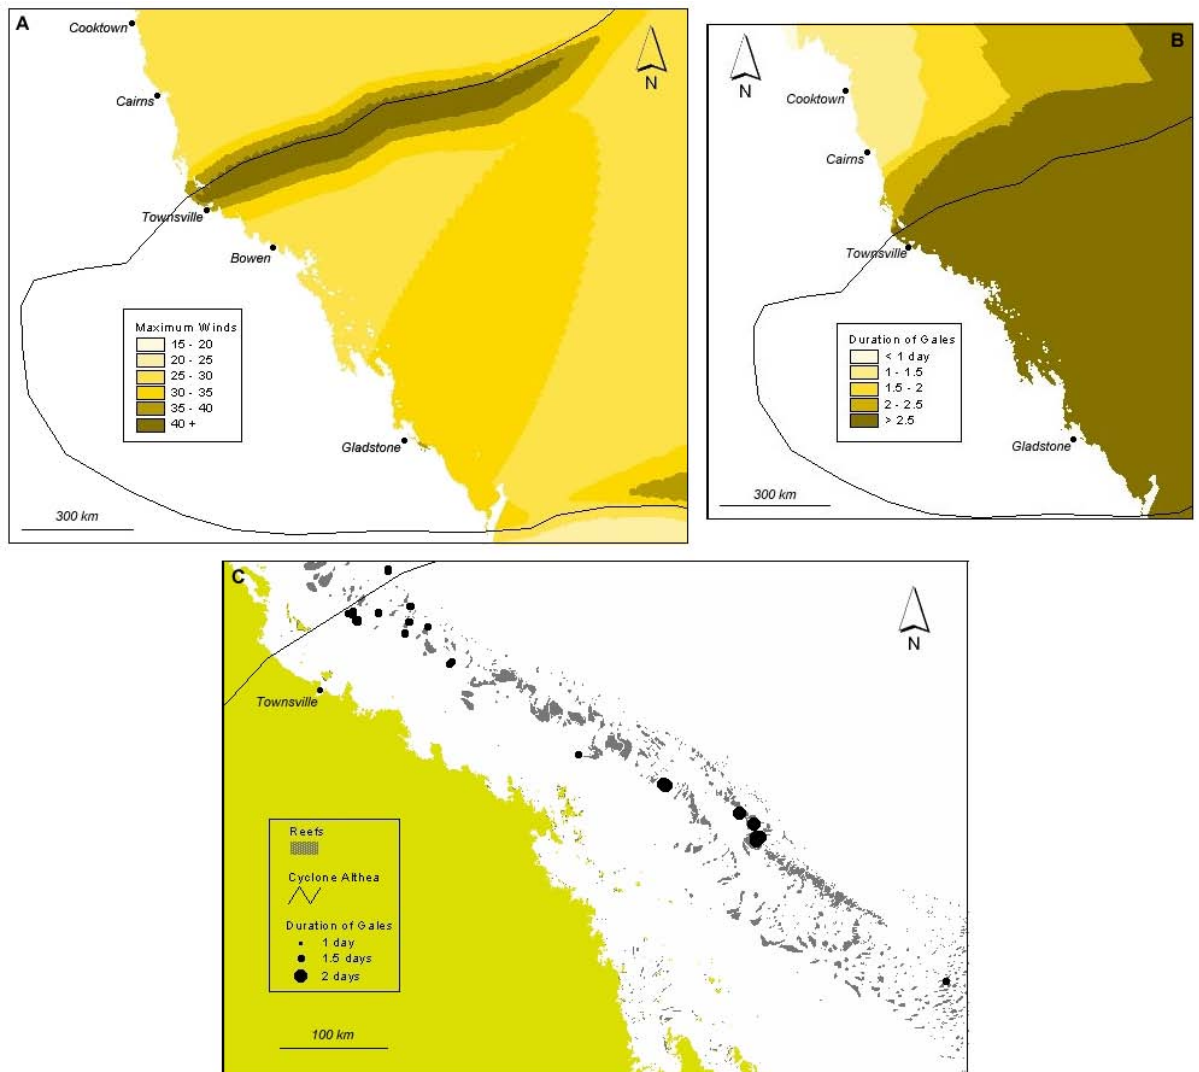 A
Cooktown
N
Cairns
Townsville
Bowen
Maximum Winds
15 - 20
20 - 25
25 - 30
30 - 35
35 - 40
40 +
Gladstone
300 km
B
N
Cooktown
Cairns
Townsville
Duration of Gales
< 1 day
1 - 1.5
1.5 - 2
2 - 2.5
> 2.5
Gladstone
300 km
C
N
Townsville
Reefs
Cyclone Althea
Duration of Gales
1 day
1.5 days
2 days
100 km